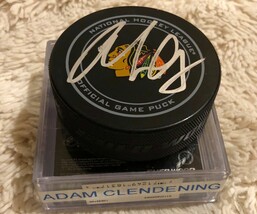 NATIONAL HOCKEY LEAGUE
OFFICIAL GAME PUCK
ADAM CLENDENING